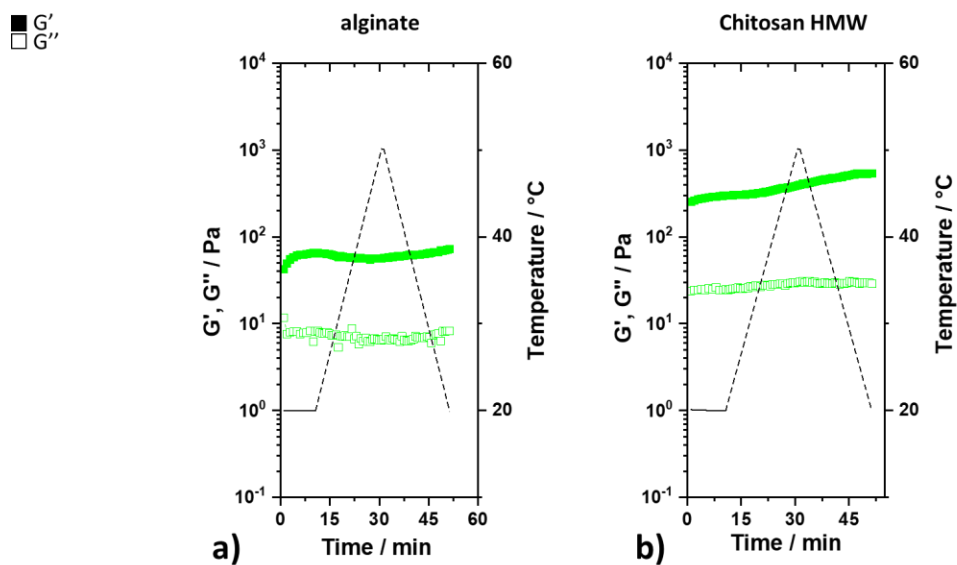 G’
G’’
alginate
Chitosan HMW
G', G'' / Pa
10⁴
10³
10²
10¹
10⁰
10⁻¹
60
40
20
Temperature / °C
0 15 30 45 60
Time / min
a)
G', G'' / Pa
10⁴
10³
10²
10¹
10⁰
10⁻¹
60
40
20
Temperature / °C
0 15 30 45
Time / min
b)